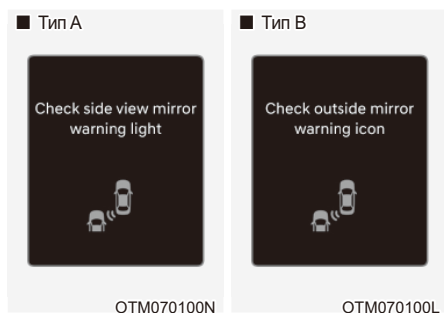 ■ Тип A
Check side view mirror
warning light
OTM070100N
■ Тип B
Check outside mirror
warning icon
OTM070100L